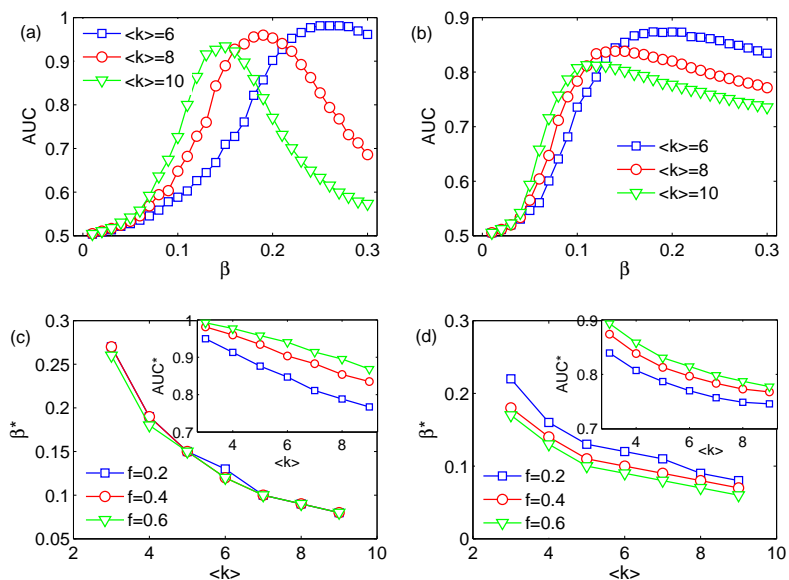 (a)
<k>=6
<k>=8
<k>=10
AUC
1
0.9
0.8
0.7
0.6
0.5
0
0.1
0.2
0.3
β
(b)
<k>=6
<k>=8
<k>=10
AUC
0.9
0.8
0.7
0.6
0.5
0
0.1
0.2
0.3
β
(c)
f=0.2
f=0.4
f=0.6
β*
0.3
0.25
0.2
0.15
0.1
0.05
2
4
6
8
10
<k>
AUC*
1
0.9
0.8
0.7
4
6
8
<k>
(d)
f=0.2
f=0.4
f=0.6
β*
0.3
0.2
0.1
0
2
4
6
8
10
<k>
AUC*
0.9
0.8
0.7
4
6
8
<k>